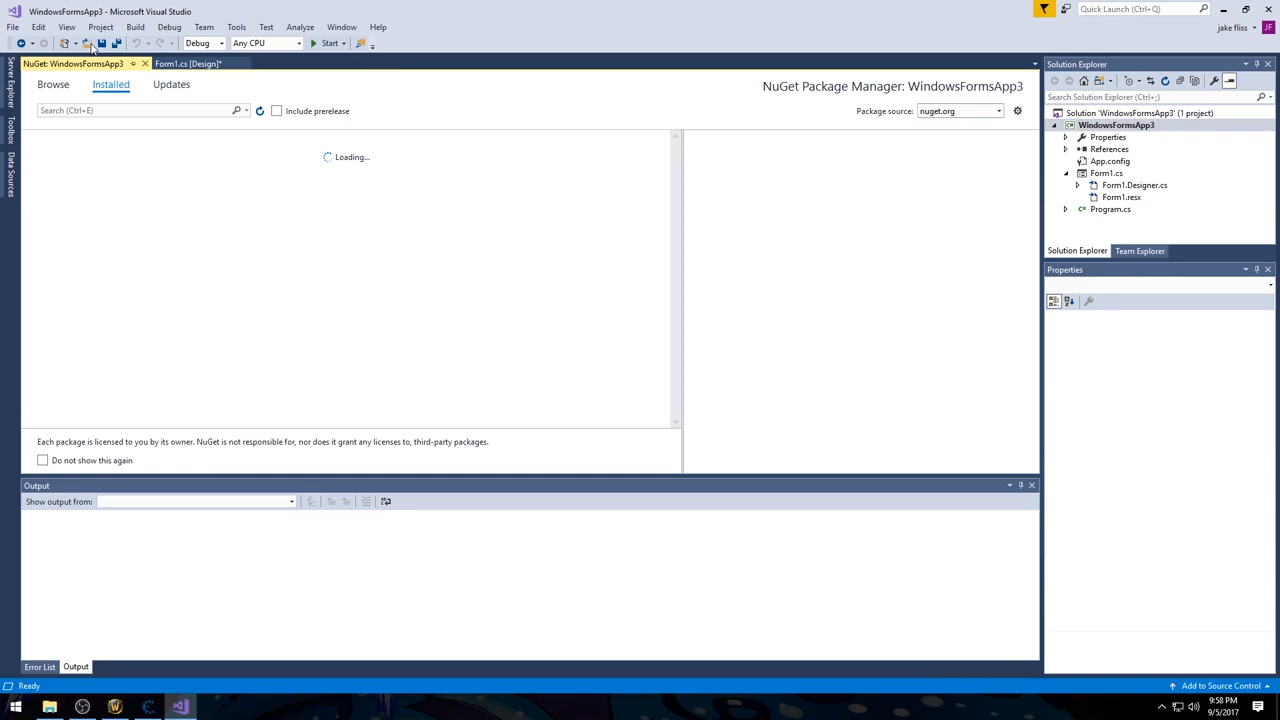 WindowsFormsApp3 - Microsoft Visual Studio
Quick Launch (Ctrl+Q)
File Edit View Project Build Debug Team Tools Test Analyze Window Help
jake fliss JF
Debug Any CPU Start
NuGet: WindowsFormsApp3 Form1.cs [Design]*
Server Explorer
Toolbox
Data Sources
Browse Installed Updates
NuGet Package Manager: WindowsFormsApp3
Search (Ctrl+E) Include prerelease
Package source: nuget.org
Loading...
Each package is licensed to you by its owner. NuGet is not responsible for, nor does it grant any licenses to, third-party packages.
Do not show this again
Output
Show output from:
Error List Output
Solution Explorer
Search Solution Explorer (Ctrl+;)
Solution 'WindowsFormsApp3' (1 project)
WindowsFormsApp3
Properties
References
App.config
Form1.cs
Form1.Designer.cs
Form1.resx
C# Program.cs
Solution Explorer Team Explorer
Properties
Ready
Add to Source Control
9:58 PM
9/5/2017